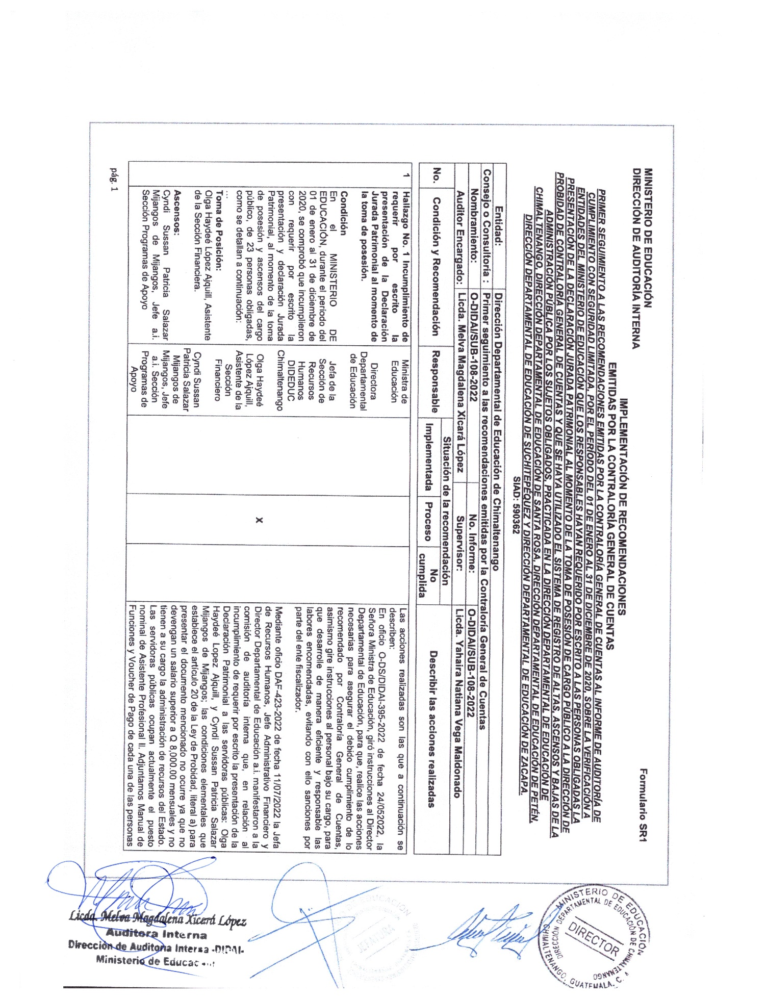 MINISTERIO DE EDUCACIÓN
DIRECCIÓN DE AUDITORÍA INTERNA
Formulario SR1
IMPLEMENTACIÓN DE RECOMENDACIONES
EMITIDAS POR LA CONTRALORÍA GENERAL DE CUENTAS
PRIMER SEGUIMIENTO A LAS RECOMENDACIONES EMITIDAS POR LA CONTRALORÍA GENERAL DE CUENTAS AL INFORME DE AUDITORÍA DE
CUMPLIMIENTO CON SEGURIDAD LIMITADA, POR EL PERÍODO DEL 01 DE ENERO AL 31 DE DICIEMBRE DE 2020, SOBRE LA VERIFICACIÓN A
ENTIDADES DEL MINISTERIO DE EDUCACIÓN QUE LOS RESPONSABLES HAYAN REQUERIDO POR ESCRITO A LAS PERSONAS OBLIGADAS LA
PRESENTACIÓN DE LA DECLARACIÓN JURADA PATRIMONIAL AL MOMENTO DE LA TOMA DE POSESIÓN DE CARGO PÚBLICO A LA DIRECCIÓN DE
PROBIDAD DE CONTRALORÍA GENERAL DE CUENTAS Y QUE SE HAYA UTILIZADO EL SISTEMA DE REGISTRO DE ALTAS, ASCENSOS Y BAJAS DE LA
ADMINISTRACIÓN PÚBLICA POR LOS SUJETOS OBLIGADOS, PRACTICADA EN LA DIRECCIÓN DEPARTAMENTAL DE EDUCACIÓN DE
CHIMALTENANGO, DIRECCIÓN DEPARTAMENTAL DE EDUCACIÓN DE SANTA ROSA, DIRECCIÓN DEPARTAMENTAL DE EDUCACIÓN DE PETÉN,
DIRECCIÓN DEPARTAMENTAL DE EDUCACIÓN DE SUCHITEPÉQUEZ Y DIRECCIÓN DEPARTAMENTAL DE EDUCACIÓN DE ZACAPA.
SIAD: 590362
Entidad: Dirección Departamental de Educación de Chimaltenango
Consejo o Consultoría : Primer seguimiento a las recomendaciones emitidas por la Contraloría General de Cuentas
Nombramiento: O-DIDAI/SUB-108-2022 No. Informe: O-DIDAI/SUB-108-2022
Auditor Encargado: Licda. Melva Magdalena Xicará López Supervisor: Licda. Yahaira Natiana Vega Maldonado
No. Condición y Recomendación Responsable Situación de la recomendación Describir las acciones realizadas
Implementada Proceso No cumplida
1
Hallazgo No. 1 Incumplimiento de
requerir por escrito la
presentación de la Declaración
Jurada Patrimonial al momento de
la toma de posesión.
Condición
En el MINISTERIO DE
EDUCACIÓN, durante el período del
01 de enero al 31 de diciembre de
2020, se comprobó que incumplieron
con requerir por escrito la
presentación y declaración Jurada
Patrimonial, al momento de la toma
de posesión y ascensos del cargo
público, de 23 personas obligadas,
como se detallan a continuación:
...
Toma de Posición:
Olga Haydeé López Ajquill, Asistente
de la Sección Financiera.
Ascensos:
Cyndi Sussan Patricia Salazar
Mijangos de Mijangos, Jefe a.i.
Sección Programas de Apoyo
Ministra de
Educación
Directora
Departamental
de Educación
Jefa de la
Sección de
Recursos
Humanos
DIDEDUC
Chimaltenango
Olga Haydeé
López Ajquill,
Asistente de la
Sección
Financiero
Cyndi Sussan
Patricia Salazar
Mijangos de
Mijangos, Jefe
a.i. Sección
Programas de
Apoyo
X
Las acciones realizadas son las que a continuación se
describen:
En oficio O-DS/DIDAI-395-2022 de fecha 24/052022, la
Señora Ministra de Educación, giró instrucciones al Director
Departamental de Educación, para que, realice las acciones
necesarias para asegurar el debido cumplimiento de lo
recomendado por Contraloría General de Cuentas,
asimismo gire instrucciones al personal bajo su cargo, para
que desarrolle de manera eficiente y responsable las
labores encomendadas, evitando con ello sanciones por
parte del ente fiscalizador.
Mediante oficio DAF-423-2022 de fecha 11/07/2022 la Jefa
de Recursos Humanos, Jefe Administrativo Financiero y
Director Departamental de Educación a.i. manifestaron a la
comisión de auditoría interna que, en relación al
incumplimiento de requerir por escrito la presentación de la
Declaración Patrimonial a las servidoras públicas: Olga
Haydeé Lopez Ajquill, y Cyndi Sussan Patricia Salazar
Mijangos de Mijangos; las condiciones elementales que
establece el artículo 20 de la Ley de Probidad, literal a) para
presentar el documento mencionado no ocurre ya que no
devengan un salario superior a Q 8,000.00 mensuales y no
tienen a su cargo la administración de recursos del Estado.
Las servidoras públicas ocupan actualmente el puesto
nominal de Asistente Profesional II. Adjuntamos Manual de
Funciones y Voucher de Pago de cada una de las personas
pág. 1
Licda. Melva Magdalena Xicará López
Auditora Interna
Dirección de Auditoria Interna -DIDAI-
Ministerio de
JEFATURA
MINISTERIO DE EDUCACIÓN
DIRECCIÓN DEPARTAMENTAL DE EDUCACIÓN DE CHIMALTENANGO
DIRECTOR
CHIMALTENANGO, GUATEMALA, C.